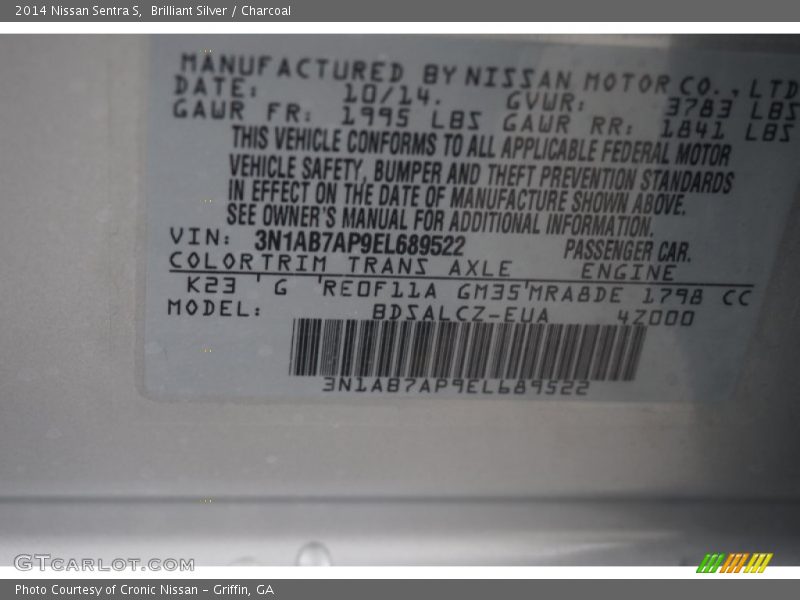 2014 Nissan Sentra S,  Brilliant Silver / Charcoal
MANUFACTURED BY NISSAN MOTOR CO., LTD
DATE: 10/14. GVWR: 3783 LBS
GAWR FR: 1995 LBS GAWR RR: 1841 LBS
THIS VEHICLE CONFORMS TO ALL APPLICABLE FEDERAL MOTOR
VEHICLE SAFETY, BUMPER AND THEFT PREVENTION STANDARDS
IN EFFECT ON THE DATE OF MANUFACTURE SHOWN ABOVE.
SEE OWNER'S MANUAL FOR ADDITIONAL INFORMATION.
VIN: 3N1AB7AP9EL689522 PASSENGER CAR.
COLOR TRIM TRANS AXLE ENGINE
K23 ' G 'RE0F11A GM35'MRA8DE 1798 CC
MODEL: BDSALCZ-EUA 4Z000
3N1AB7AP9EL689522
GTCARLOT.COM
Photo Courtesy of Cronic Nissan - Griffin, GA